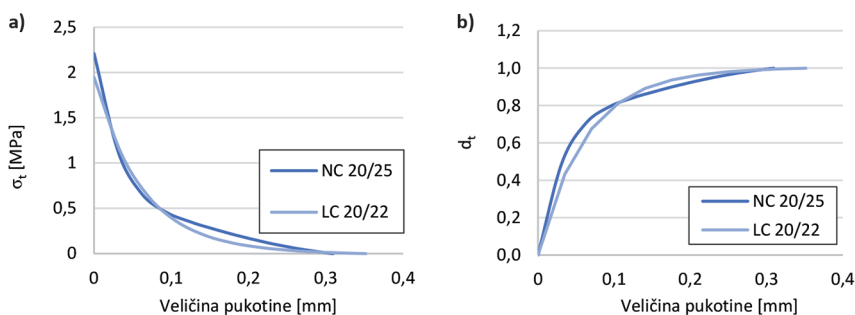 a)
2,5
2
1,5
1
0,5
0
σt [MPa]
NC 20/25
LC 20/22
0
0,1
0,2
0,3
0,4
Veličina pukotine [mm]
b)
1,2
1,0
0,8
0,6
0,4
0,2
0,0
dt
NC 20/25
LC 20/22
0
0,1
0,2
0,3
0,4
Veličina pukotine [mm]